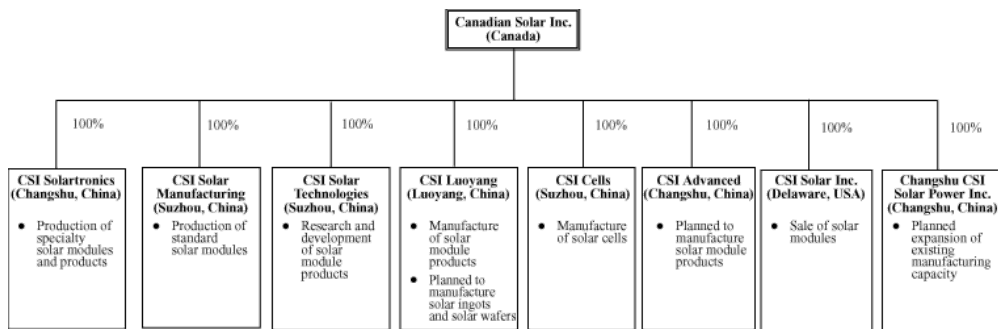 Canadian Solar Inc.
(Canada)
100%
100%
100%
100%
100%
100%
100%
100%
CSI Solartronics
(Changshu, China)
● Production of
specialty
solar modules
and products
CSI Solar
Manufacturing
(Suzhou, China)
● Production of
standard
solar modules
CSI Solar
Technologies
(Suzhou, China)
● Research and
development
of solar
module
products
CSI Luoyang
(Luoyang, China)
● Manufacture
of solar
module
products
● Planned to
manufacture
solar ingots
and solar wafers
CSI Cells
(Suzhou, China)
● Manufacture
of solar cells
CSI Advanced
(Changshu, China)
● Planned to
manufacture
solar module
products
CSI Solar Inc.
(Delaware, USA)
● Sale of solar
modules
Changshu CSI
Solar Power Inc.
(Changshu, China)
● Planned
expansion of
existing
manufacturing
capacity